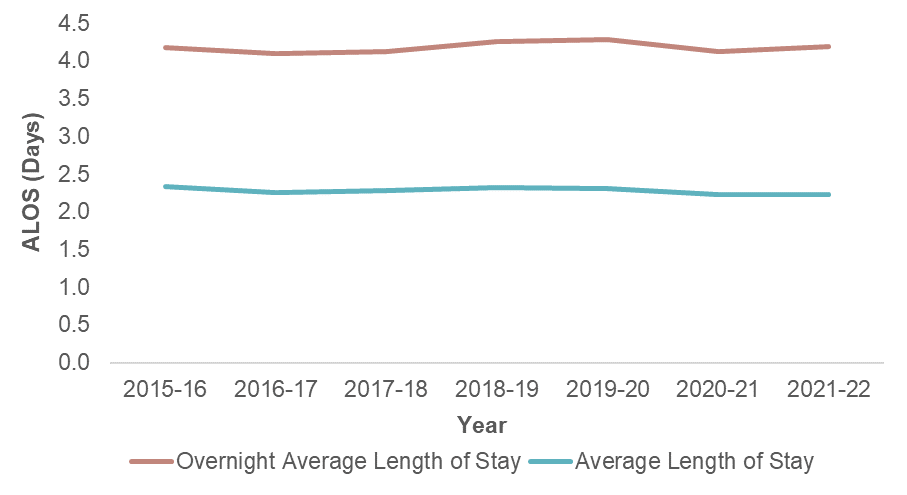 4.5
4.0
3.5
3.0
2.5
2.0
1.5
1.0
0.5
0.0
ALOS (Days)
2015-16 2016-17 2017-18 2018-19 2019-20 2020-21 2021-22
Year
Overnight Average Length of Stay Average Length of Stay